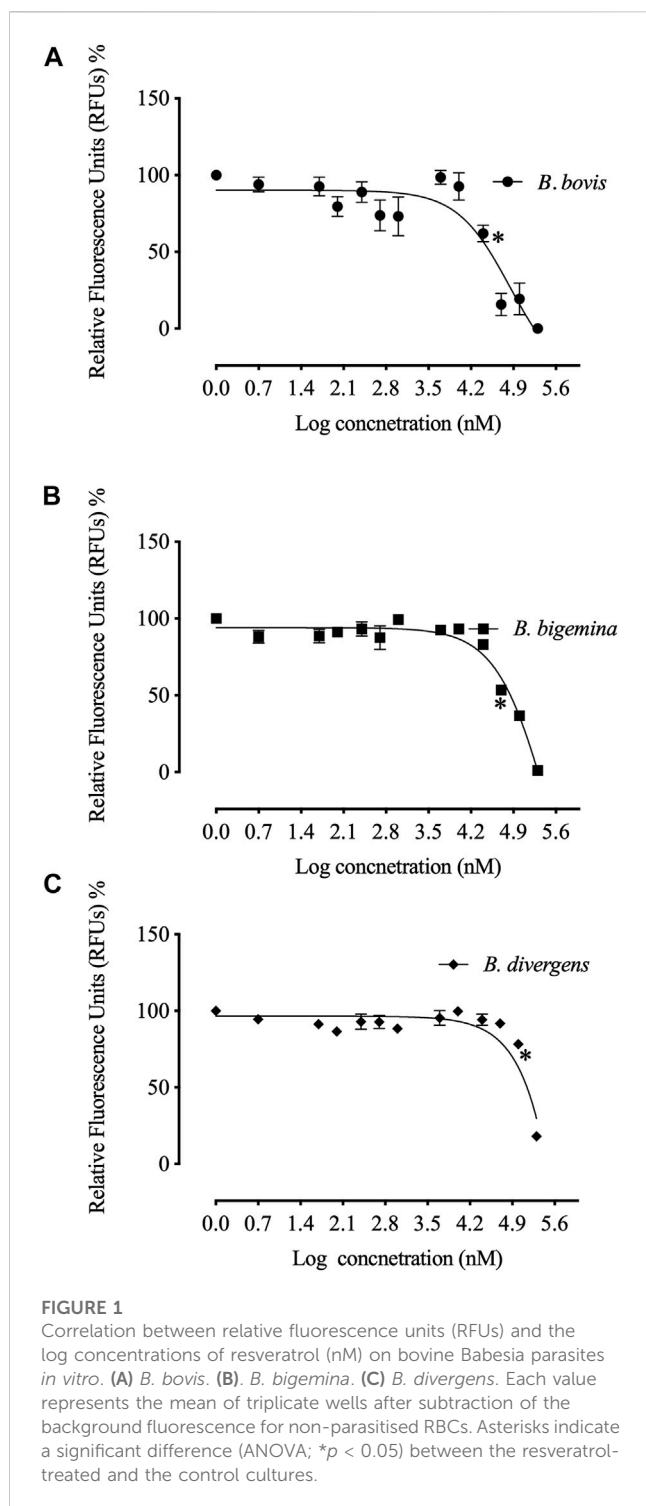 A
Relative Fluorescence Units (RFUs) %
150
100
50
0
B. bovis
*
0.0 0.7 1.4 2.1 2.8 3.5 4.2 4.9 5.6
Log concnetration (nM)
B
Relative Fluorescence Units (RFUs) %
150
100
50
0
B. bigemina
*
0.0 0.7 1.4 2.1 2.8 3.5 4.2 4.9 5.6
Log concnetration (nM)
C
Relative Fluorescence Units (RFUs) %
150
100
50
0
B. divergens
*
0.0 0.7 1.4 2.1 2.8 3.5 4.2 4.9 5.6
Log concnetration (nM)
FIGURE 1
Correlation between relative fluorescence units (RFUs) and the
log concentrations of resveratrol (nM) on bovine Babesia parasites
in vitro. (A) B. bovis. (B). B. bigemina. (C) B. divergens. Each value
represents the mean of triplicate wells after subtraction of the
background fluorescence for non-parasitised RBCs. Asterisks indicate
a significant difference (ANOVA; *p < 0.05) between the resveratrol-
treated and the control cultures.